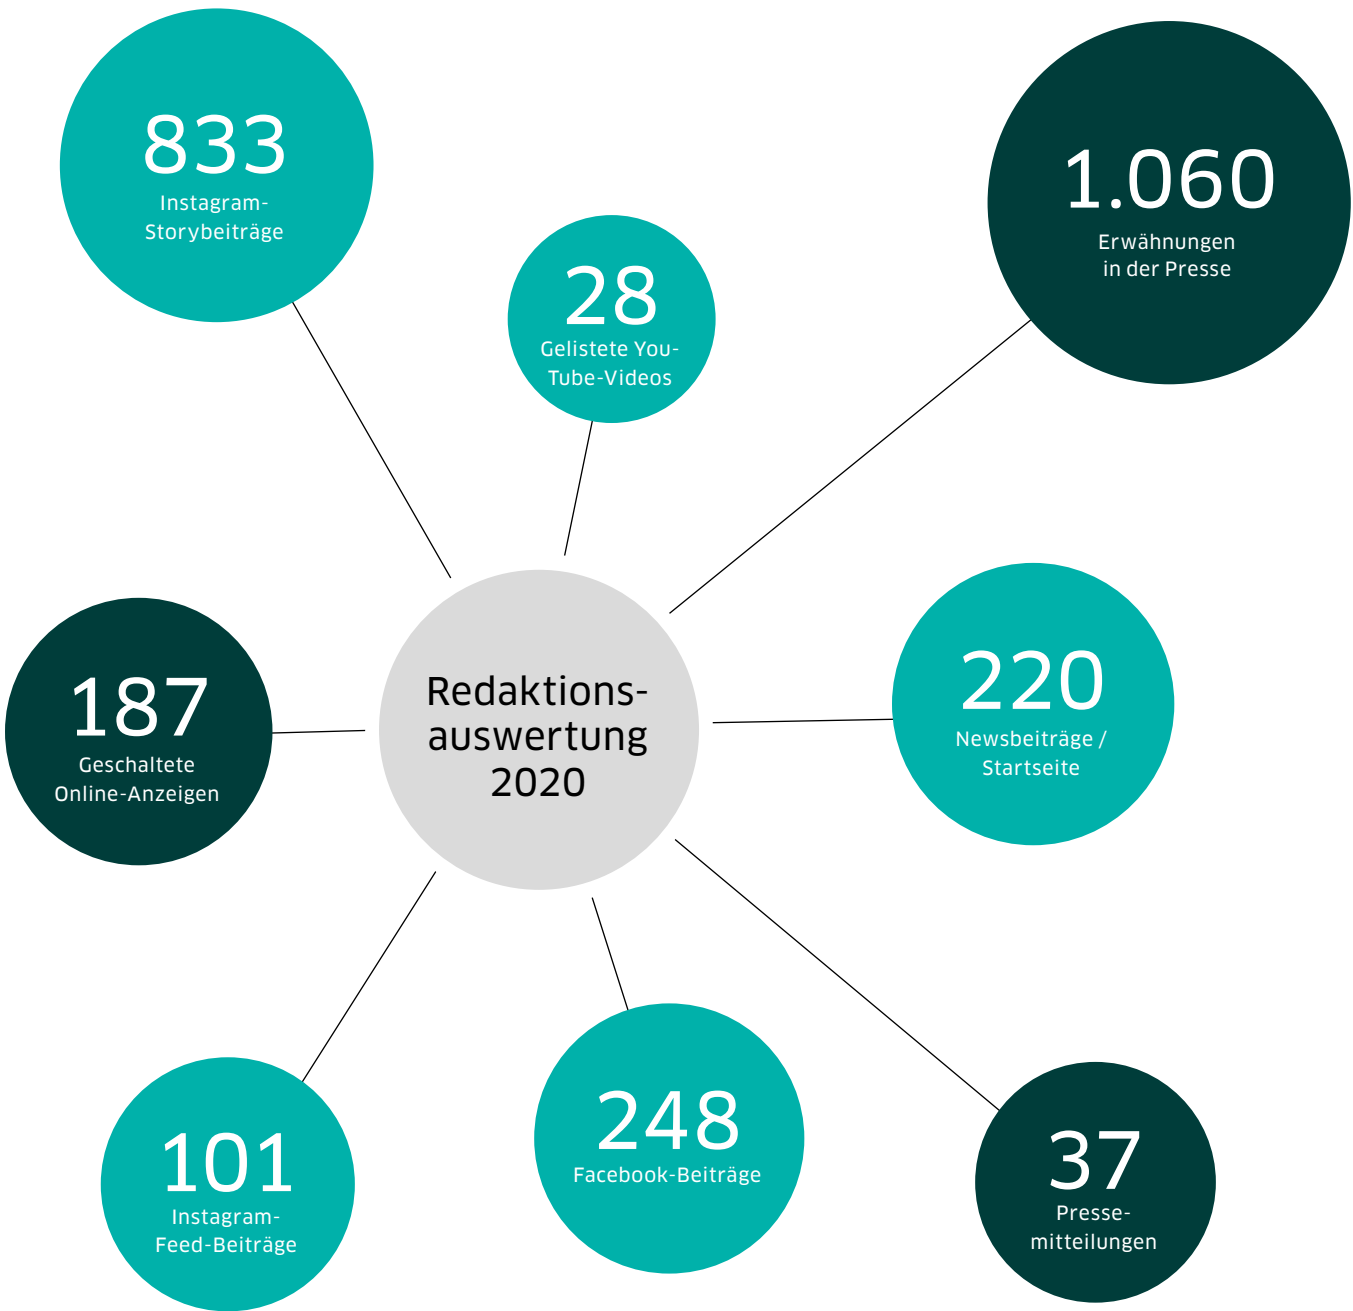 833
Instagram-
Storybeiträge
1.060
Erwähnungen
in der Presse
28
Gelistete You-
Tube-Videos
187
Geschaltete
Online-Anzeigen
Redaktions-
auswertung
2020
220
Newsbeiträge /
Startseite
101
Instagram-
Feed-Beiträge
248
Facebook-Beiträge
37
Presse-
mitteilungen